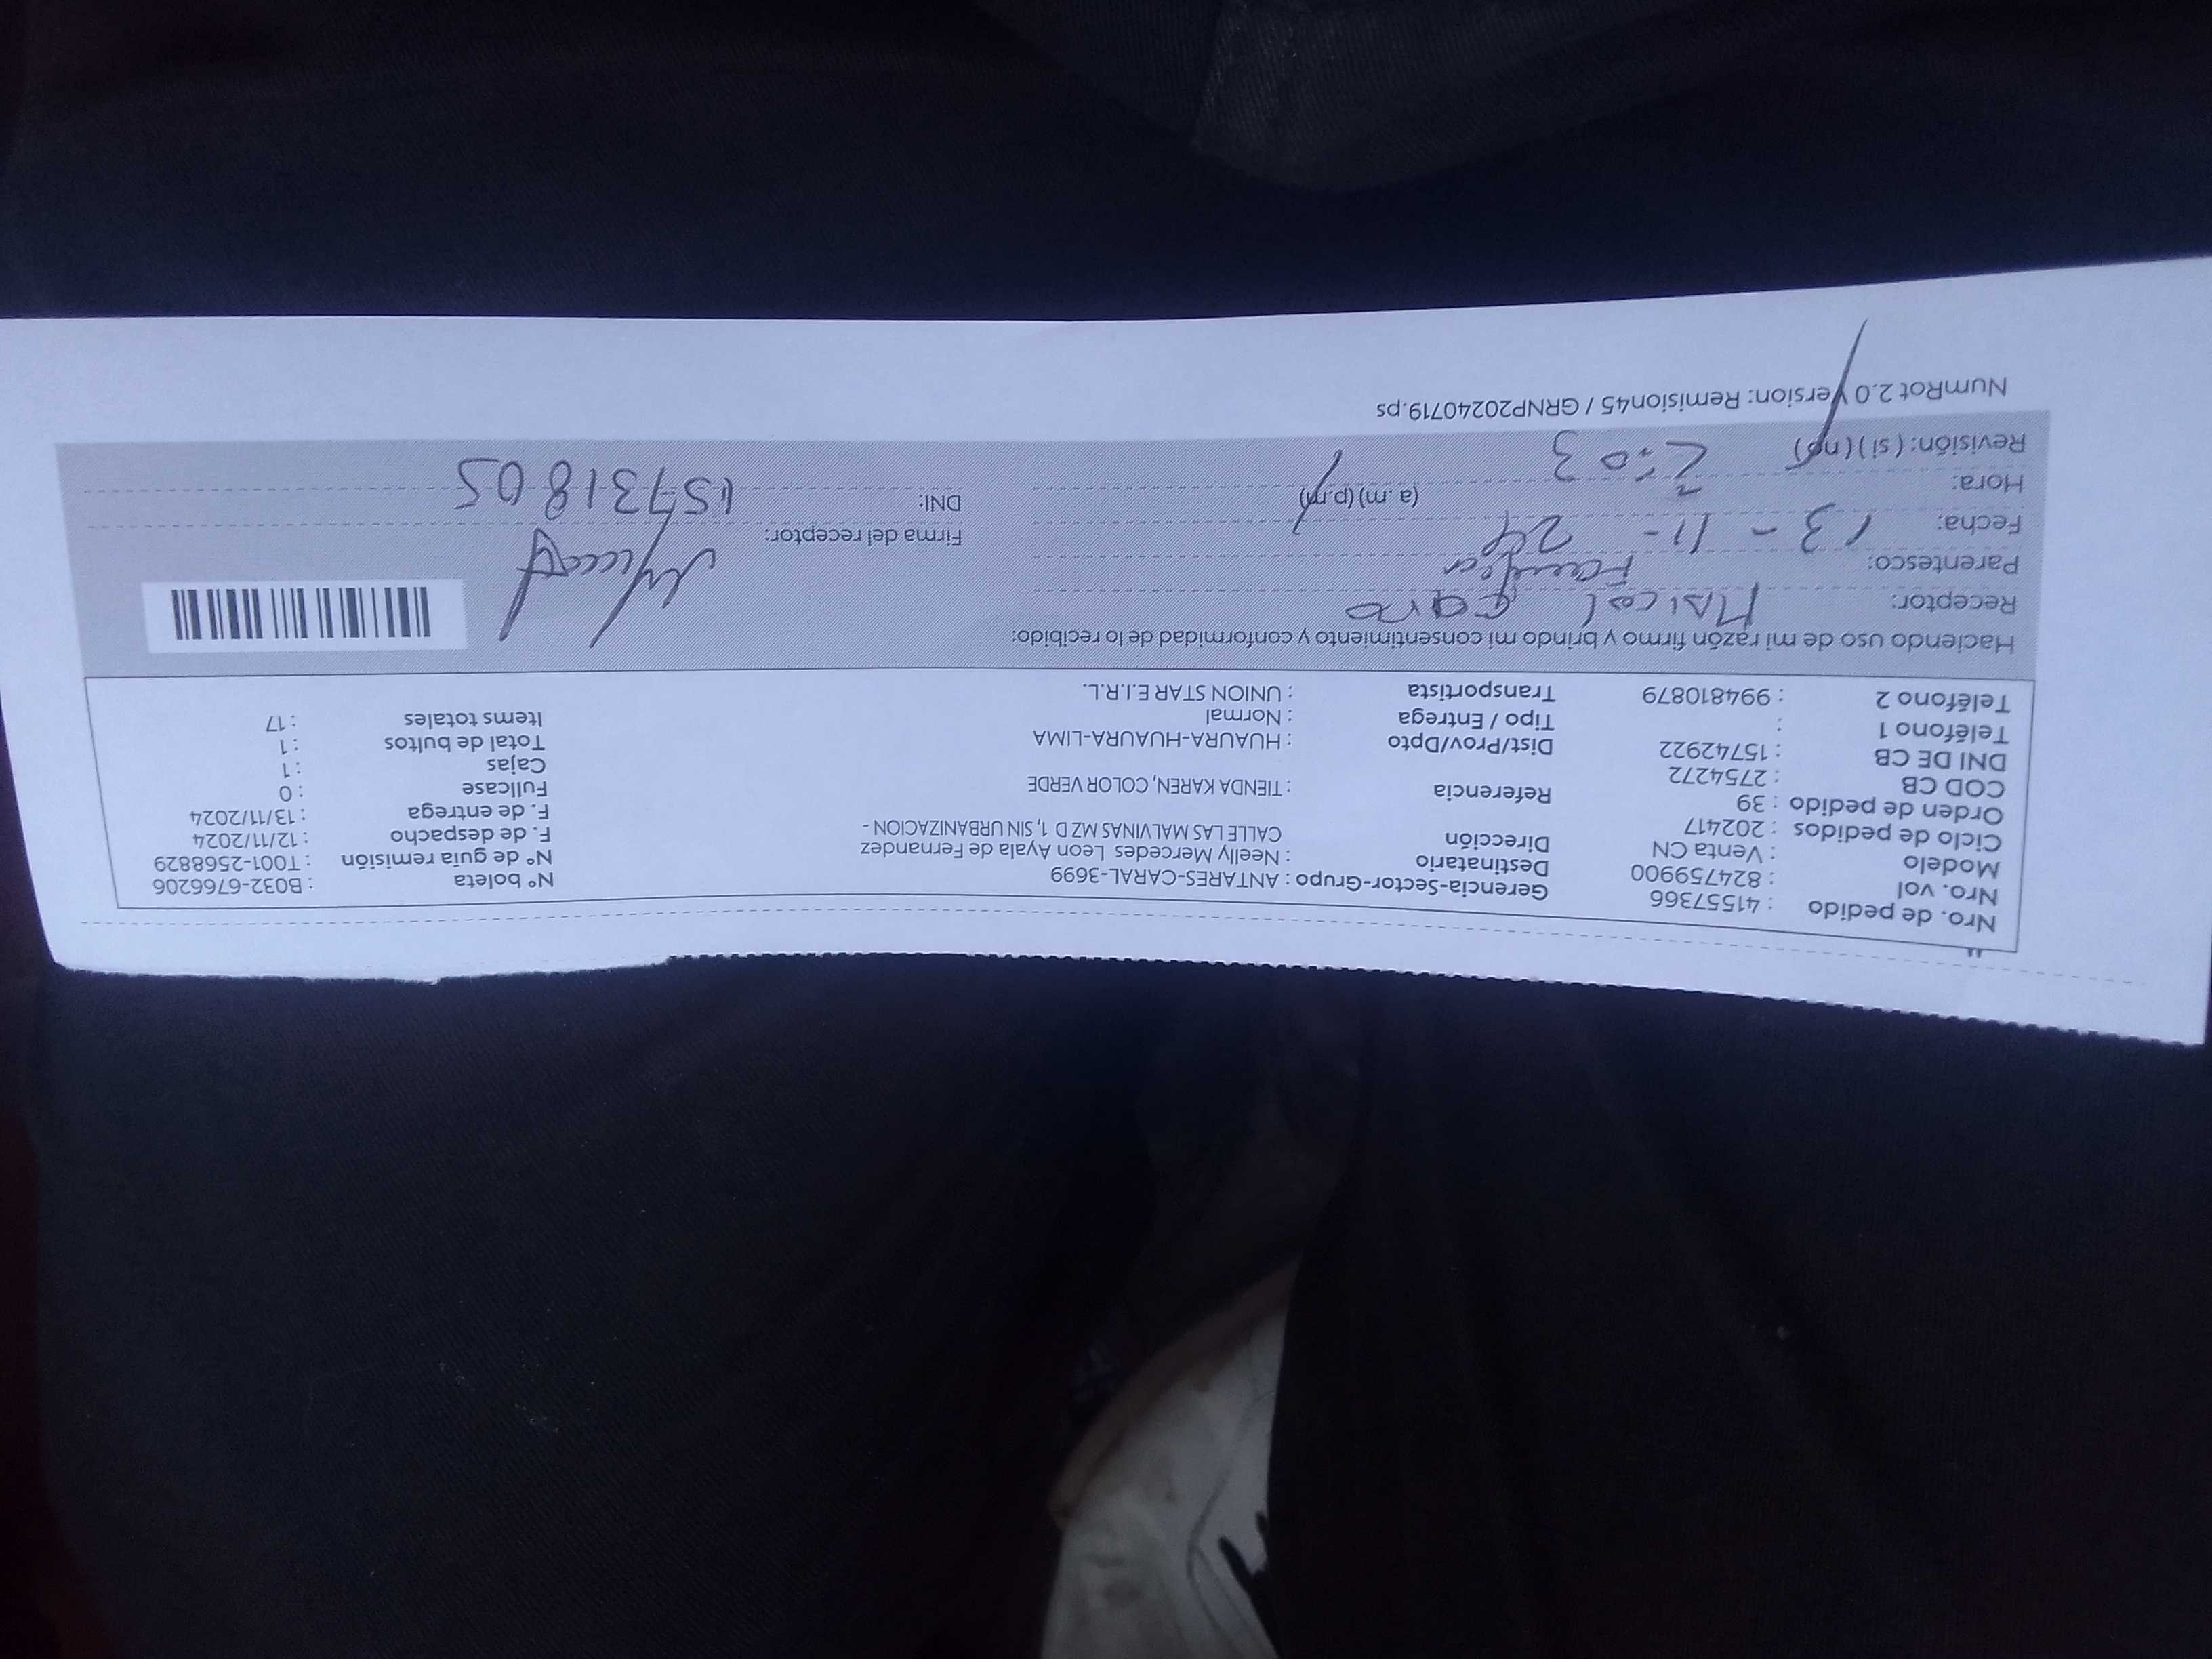 Nro. de pedido : 41557366 Gerencia-Sector-Grupo : ANTARES-CARAL-3699 N° boleta : B032-6766206
Nro. vol : 824759900 Destinatario : Neelly Mercedes Leon Ayala de Fernandez N° de guía remisión : T001-2568829
Modelo : Venta CN Dirección CALLE LAS MALVINAS MZ D 1, SIN URBANIZACION - F. de despacho : 12/11/2024
Ciclo de pedidos : 202417 F. de entrega : 13/11/2024
Orden de pedido : 39 Referencia : TIENDA KAREN, COLOR VERDE Fullcase : 0
COD CB : 2754272 Cajas : 1
DNI DE CB : 15742922 Dist/Prov/Dpto : HUAURA-HUAURA-LIMA Total de bultos : 1
Teléfono 1 : Tipo / Entrega : Normal Items totales : 17
Teléfono 2 : 994810879 Transportista : UNION STAR E.I.R.L.
Haciendo uso de mi razón firmo y brindo mi consentimiento y conformidad de lo recibido:
Receptor: Caro
Parentesco:
Fecha: 13-11-24 Firma del receptor:
Hora: 2:03 (a.m) (p.m) DNI: 15731805
Revisión: (si) (no)
NumRot 2.0 Version: Remision45 / GRNP20240719.ps